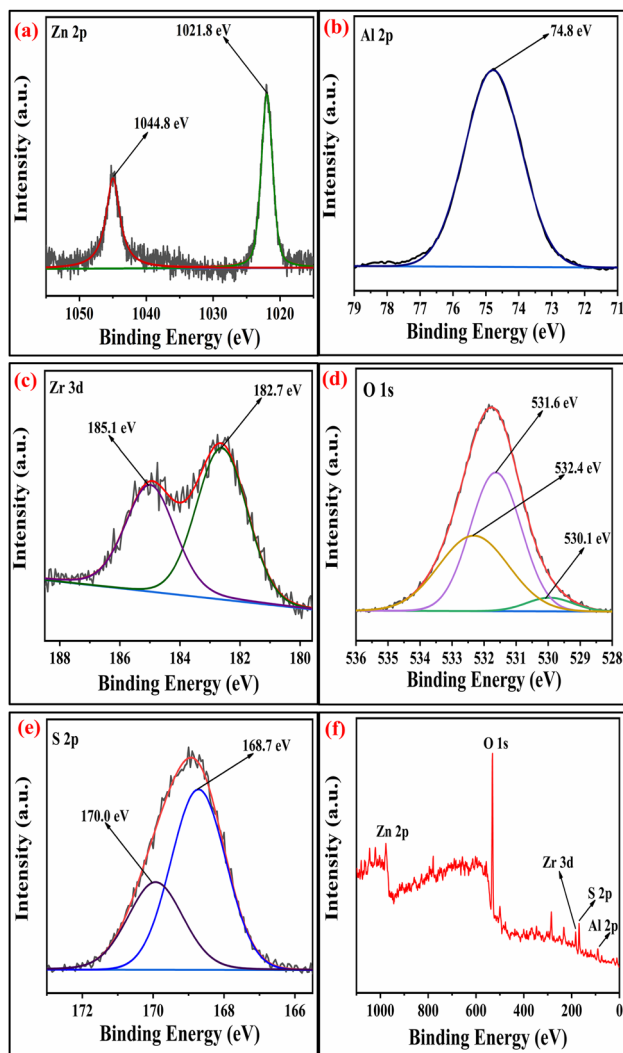 (a)
Zn 2p
1021.8 eV
1044.8 eV
Intensity (a.u.)
1050 1040 1030 1020
Binding Energy (eV)
(b)
Al 2p
74.8 eV
Intensity (a.u.)
79 78 77 76 75 74 73 72 71
Binding Energy (eV)
(c)
Zr 3d
182.7 eV
185.1 eV
Intensity (a.u.)
188 186 184 182 180
Binding Energy (eV)
(d)
O 1s
531.6 eV
532.4 eV
530.1 eV
Intensity (a.u.)
536 535 534 533 532 531 530 529 528
Binding Energy (eV)
(e)
S 2p
168.7 eV
170.0 eV
Intensity (a.u.)
172 170 168 166
Binding Energy (eV)
(f)
O 1s
Zn 2p
Zr 3d
S 2p
Al 2p
Intensity (a.u.)
1000 800 600 400 200 0
Binding Energy (eV)